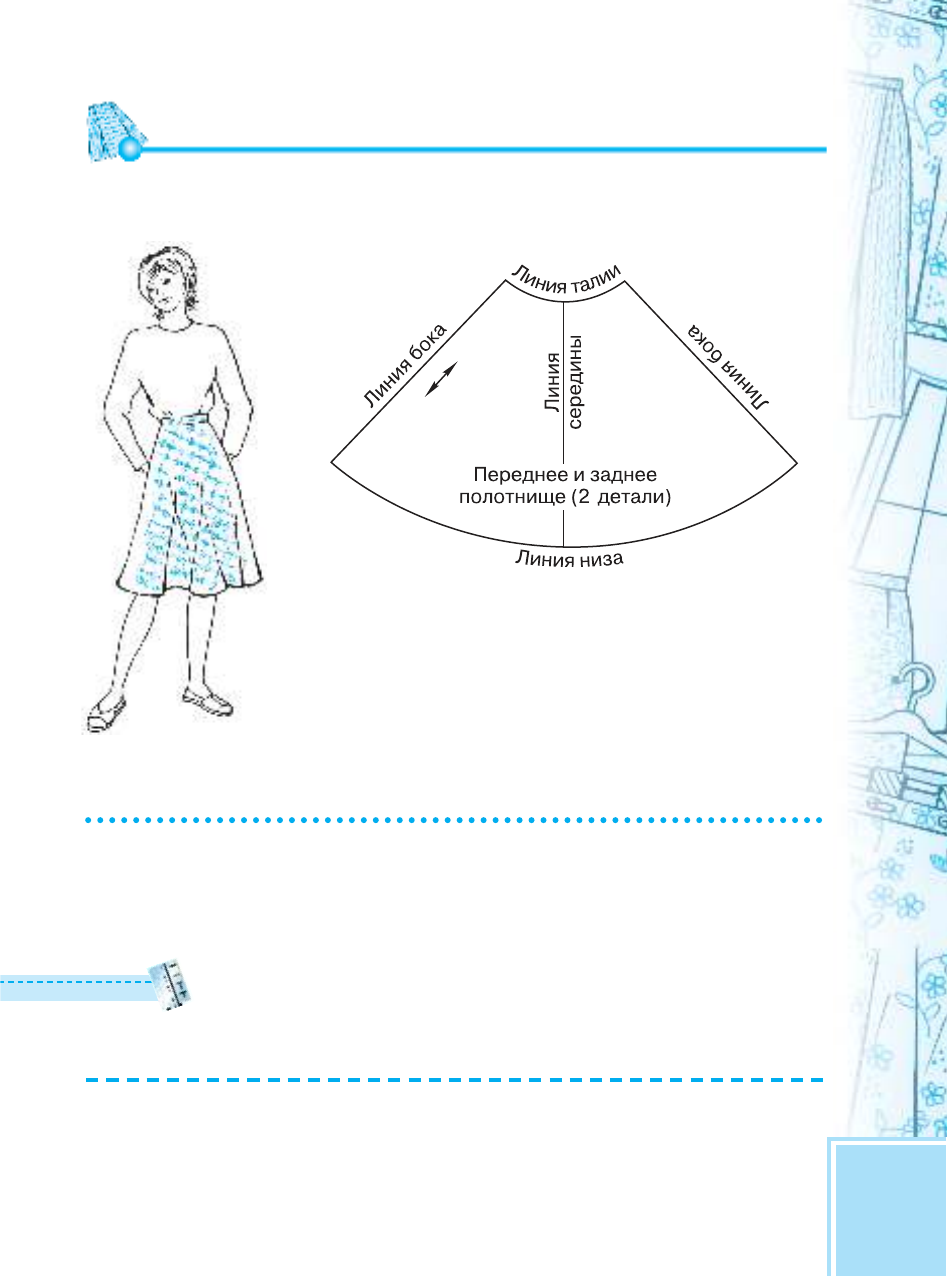 Линия талии
Линия бока
Линия бока
Линия
середины
Переднее и заднее
полотнище (2 детали)
Линия низа